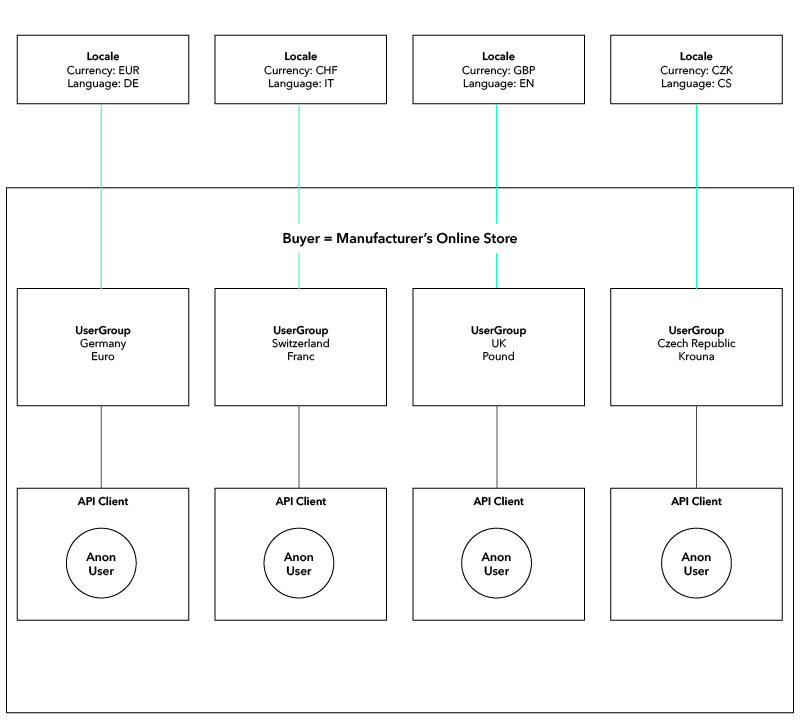 Locale
Currency: EUR
Language: DE
Locale
Currency: CHF
Language: IT
Locale
Currency: GBP
Language: EN
Locale
Currency: CZK
Language: CS
Buyer = Manufacturer’s Online Store
UserGroup
Germany
Euro
UserGroup
Switzerland
Franc
UserGroup
UK
Pound
UserGroup
Czech Republic
Krouna
API Client
Anon
User
API Client
Anon
User
API Client
Anon
User
API Client
Anon
User